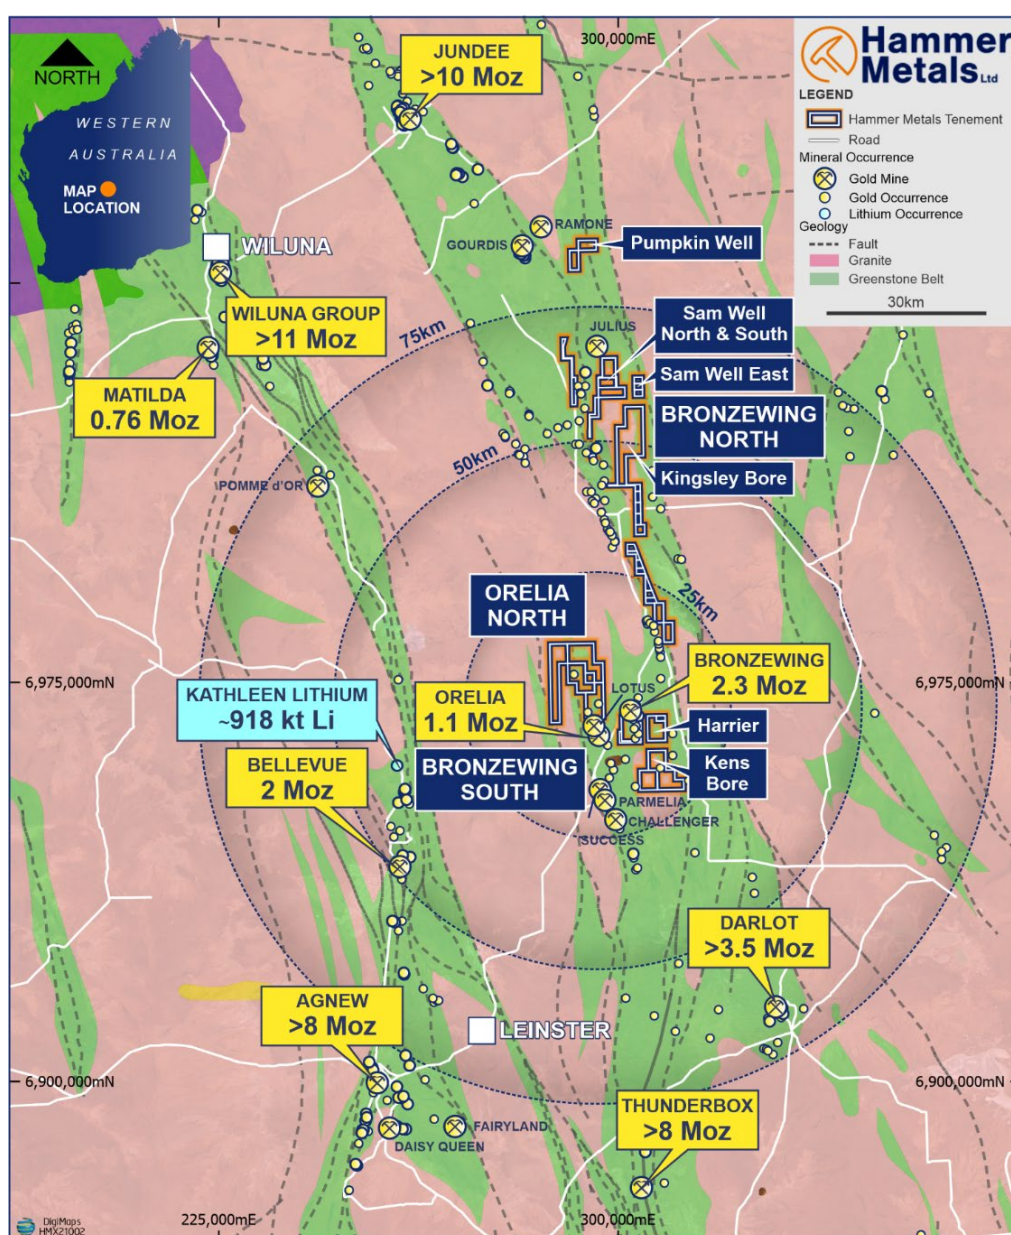 JUNDEE
>10 Moz
300,000mE
Hammer
Metals Ltd
NORTH
WESTERN
AUSTRALIA
MAP
LOCATION
LEGEND
Hammer Metals Tenement
Road
Mineral Occurrence
Gold Mine
Gold Occurrence
Lithium Occurrence
Geology
Fault
Granite
Greenstone Belt
30km
WILUNA
GOURDIS
RAMONE
Pumpkin Well
WILUNA GROUP
>11 Moz
75km
JULIUS
Sam Well
North & South
MATILDA
0.76 Moz
Sam Well East
BRONZEWING
NORTH
50km
Kingsley Bore
POMME d'OR
ORELIA
NORTH
25km
6,975,000mN
6,975,000mN
KATHLEEN LITHIUM
~918 kt Li
ORELIA
1.1 Moz
LOTUS
BRONZEWING
2.3 Moz
Harrier
BELLEVUE
2 Moz
BRONZEWING
SOUTH
Kens
Bore
PARMELIA
CHALLENGER
SUCCESS
DARLOT
>3.5 Moz
AGNEW
>8 Moz
LEINSTER
6,900,000mN
6,900,000mN
THUNDERBOX
>8 Moz
FAIRYLAND
DAISY QUEEN
DigiMaps
HMX21002
225,000mE
300,000mE